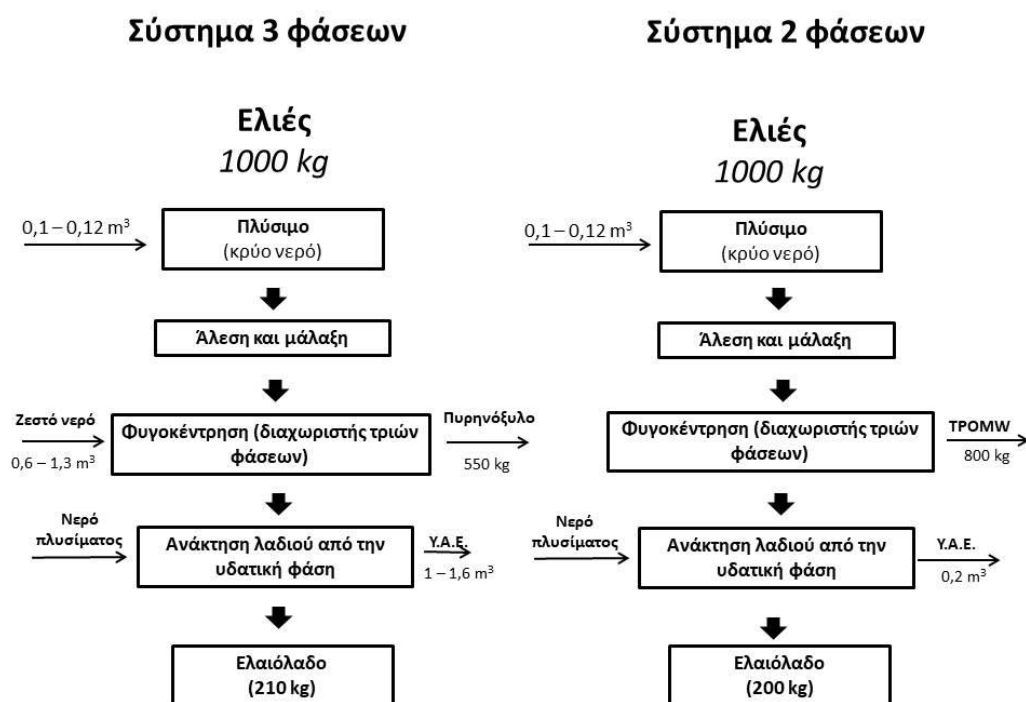 Σύστημα 3 φάσεων
Ελιές
1000 kg
0,1 – 0,12 m³
Πλύσιμο
(κρύο νερό)
Άλεση και μάλαξη
Ζεστό νερό
0,6 – 1,3 m³
Φυγοκέντρηση (διαχωριστής τριών
φάσεων)
Πυρηνόξυλο
550 kg
Νερό
πλυσίματος
Ανάκτηση λαδιού από την
υδατική φάση
Υ.Α.Ε.
1 – 1,6 m³
Ελαιόλαδο
(210 kg)
Σύστημα 2 φάσεων
Ελιές
1000 kg
0,1 – 0,12 m³
Πλύσιμο
(κρύο νερό)
Άλεση και μάλαξη
Φυγοκέντρηση (διαχωριστής τριών
φάσεων)
TPOMW
800 kg
Νερό
πλυσίματος
Ανάκτηση λαδιού από την
υδατική φάση
Υ.Α.Ε.
0,2 m³
Ελαιόλαδο
(200 kg)